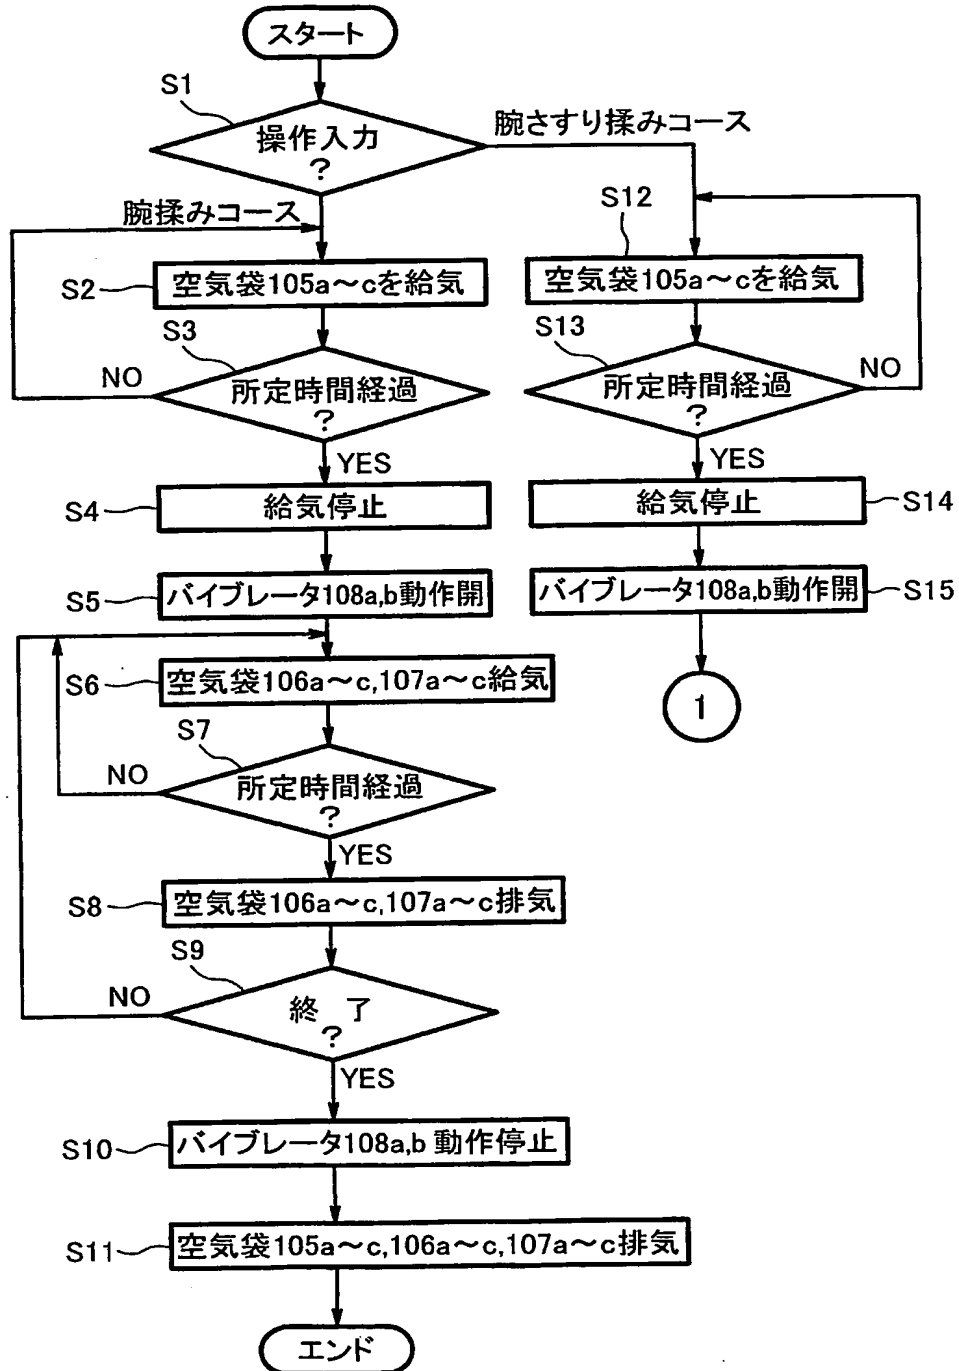 スタート
S1
操作入力
?
腕さすり揉みコース
腕揉みコース
S2
空気袋105a～cを給気
S3
所定時間経過
?
NO
YES
S4
給気停止
S5
バイブレータ108a,b動作開
S6
空気袋106a～c,107a～c給気
S7
所定時間経過
?
NO
YES
S8
空気袋106a～c,107a～c排気
S9
終 了
?
NO
YES
S10
バイブレータ108a,b 動作停止
S11
空気袋105a～c,106a～c,107a～c排気
エンド
S12
空気袋105a～cを給気
S13
所定時間経過
?
NO
YES
S14
給気停止
S15
バイブレータ108a,b動作開
1